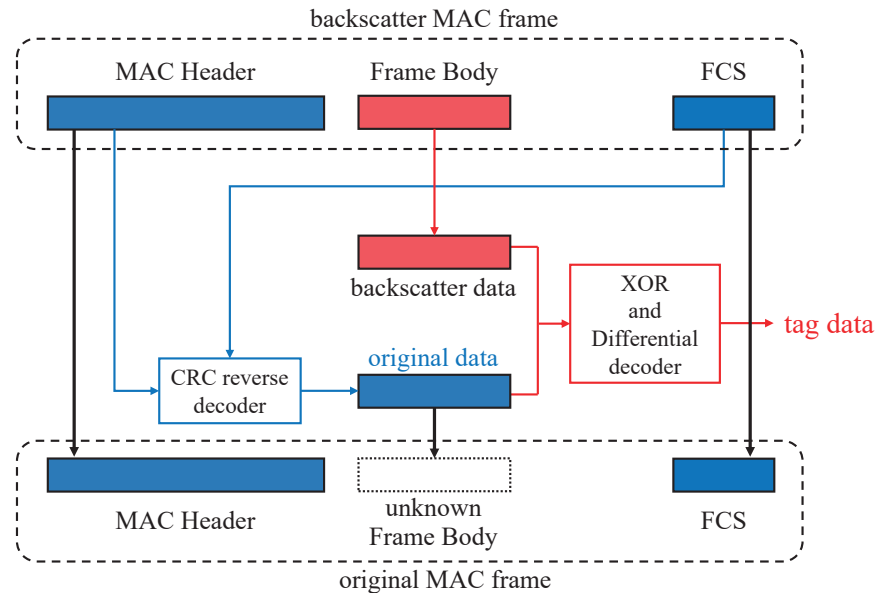 backscatter MAC frame
MAC Header
Frame Body
FCS
backscatter data
XOR
and
Differential
decoder
tag data
original data
CRC reverse
decoder
MAC Header
unknown
Frame Body
FCS
original MAC frame